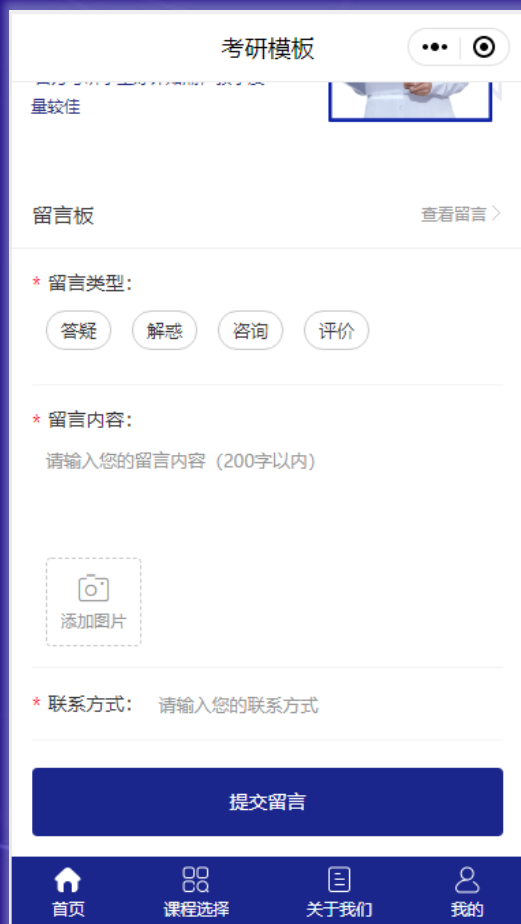 考研模板
量较佳
留言板
查看留言
* 留言类型：
答疑
解惑
咨询
评价
* 留言内容：
请输入您的留言内容（200字以内）
添加图片
* 联系方式：
请输入您的联系方式
提交留言
首页
课程选择
关于我们
我的